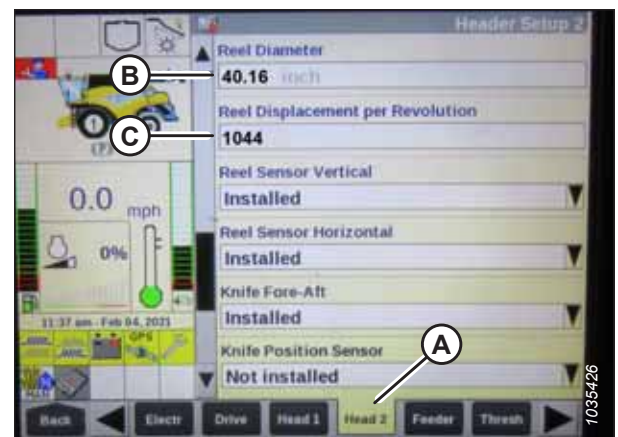 Header Setup 2
Reel Diameter
B
40.16 inch
Reel Displacement per Revolution
C
1044
(?)
Reel Sensor Vertical
Installed
0.0 mph
Reel Sensor Horizontal
0%
Installed
Knife Fore-Aft
Installed
11:37 am - Feb 04, 2021
GPS
Knife Position Sensor
A
Not installed
Back
Electr
Drive
Head 1
Head 2
Feeder
Thresh
1035426